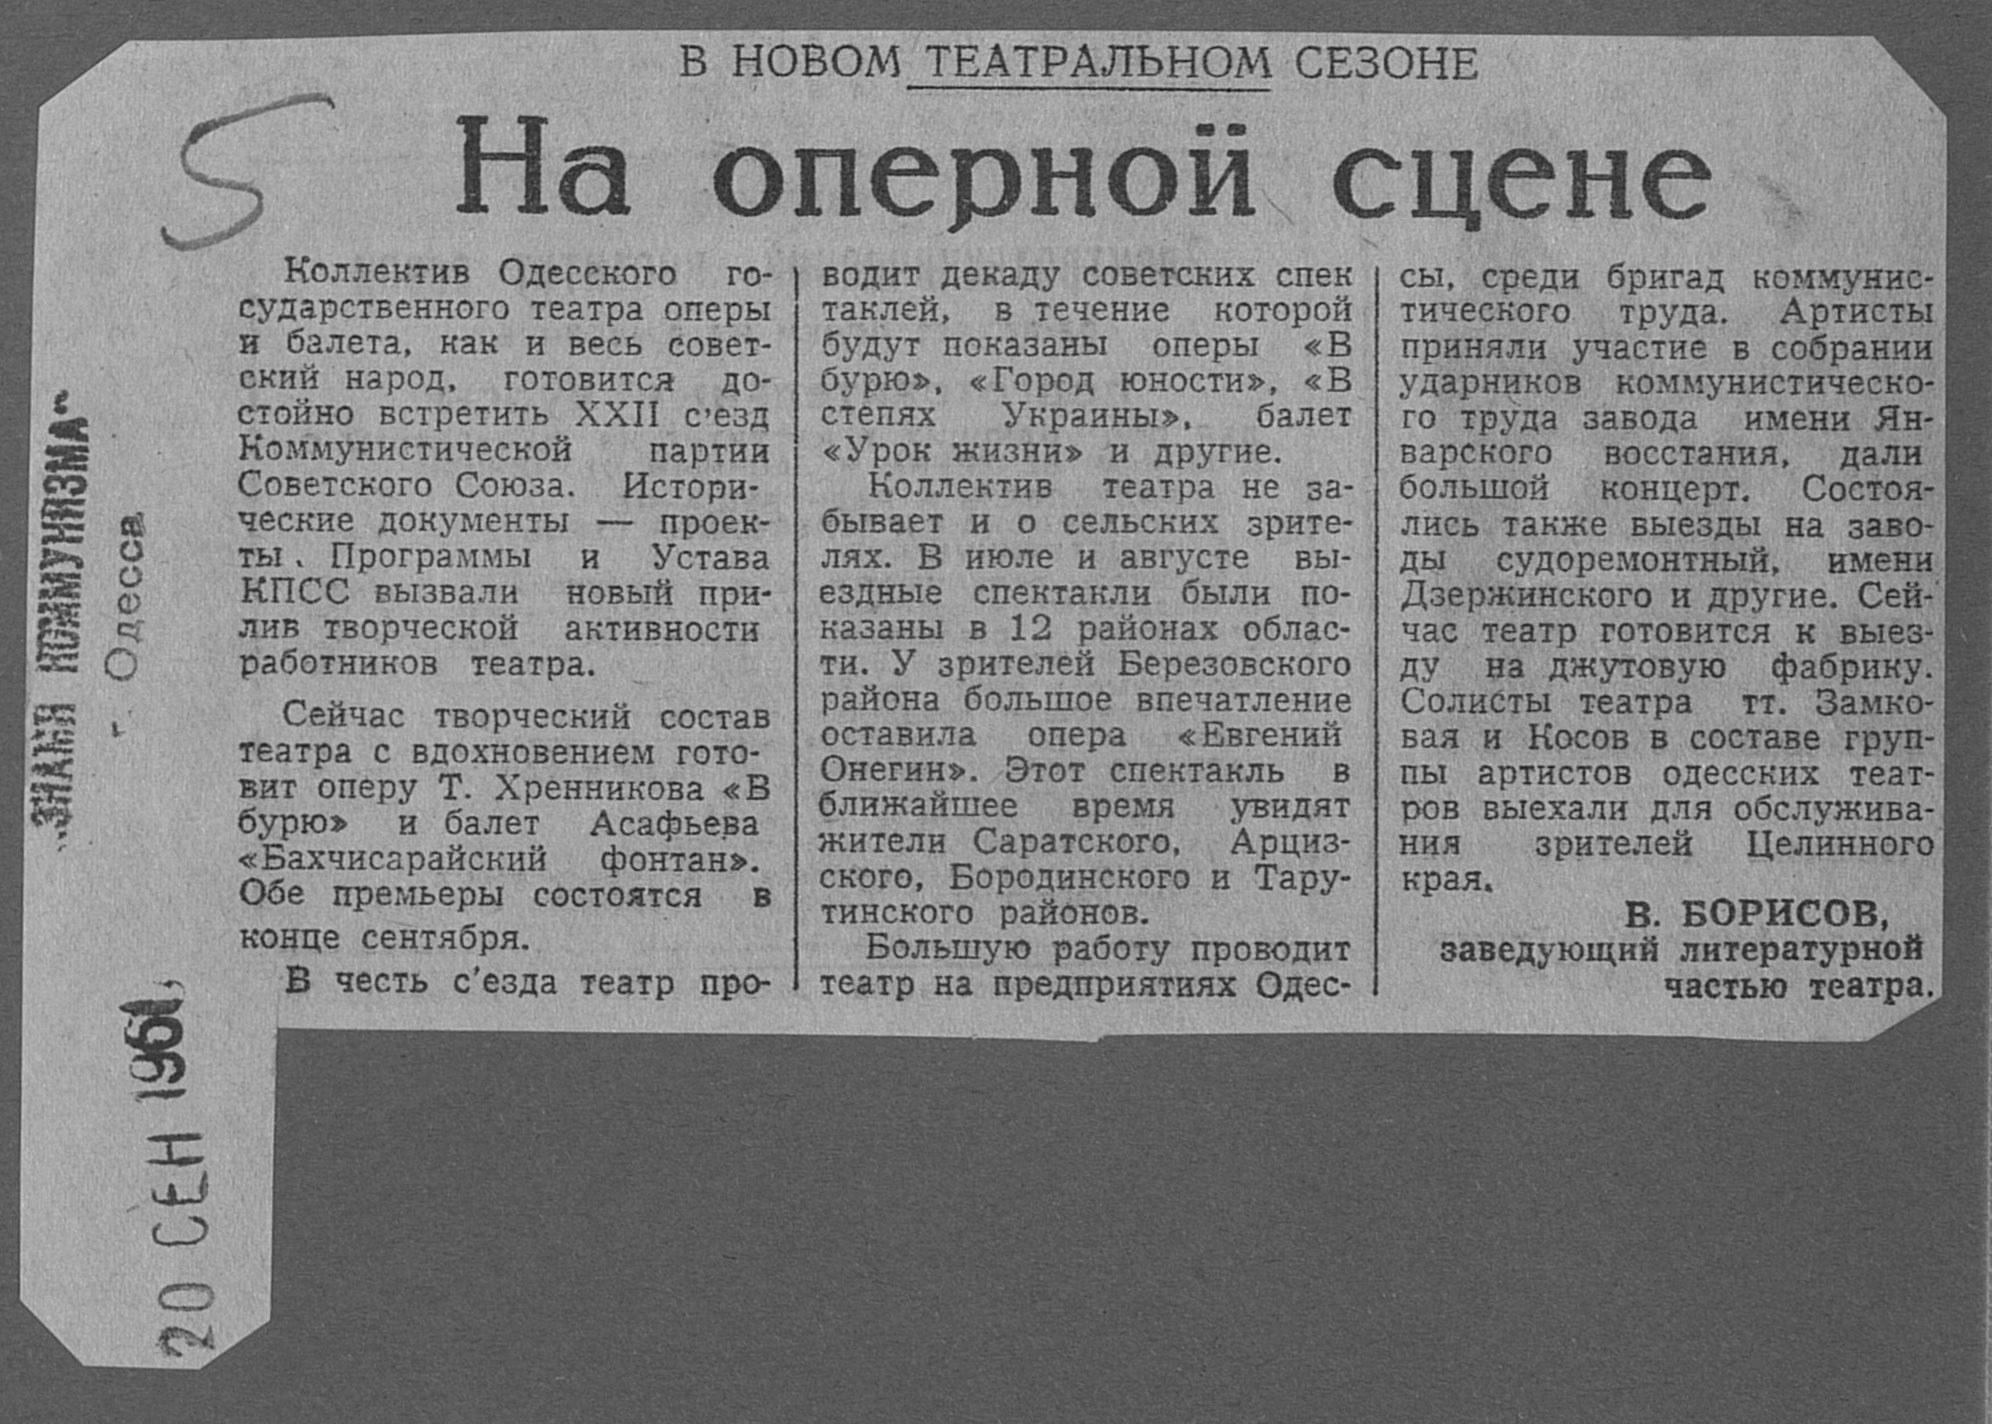 В НОВОМ ТЕАТРАЛЬНОМ СЕЗОНЕ
5
На оперной сцене
Коллектив Одесского го-
сударственного театра оперы
и балета, как и весь совет-
ский народ, готовится до-
стойно встретить XXII с'езд
Коммунистической партии
Советского Союза. Истори-
ческие документы — проек-
ты. Программы и Устава
КПСС вызвали новый при-
лив творческой активности
работников театра.
Сейчас творческий состав
театра с вдохновением гото-
вит оперу Т. Хренникова «В
бурю» и балет Асафьева
«Бахчисарайский фонтан».
Обе премьеры состоятся в
конце сентября.
В честь с'езда театр про-
водит декаду советских спек
таклей, в течение которой
будут показаны оперы «В
бурю», «Город юности», «В
степях Украины», балет
«Урок жизни» и другие.
Коллектив театра не за-
бывает и о сельских зрите-
лях. В июле и августе вы-
ездные спектакли были по-
казаны в 12 районах облас-
ти. У зрителей Березовского
района большое впечатление
оставила опера «Евгений
Онегин». Этот спектакль в
ближайшее время увидят
жители Саратского, Арциз-
ского, Бородинского и Тару-
тинского районов.
Большую работу проводит
театр на предприятиях Одес-
сы, среди бригад коммунис-
тического труда. Артисты
приняли участие в собрании
ударников коммунистическо-
го труда завода имени Ян-
варского восстания, дали
большой концерт. Состоя-
лись также выезды на заво-
ды судоремонтный, имени
Дзержинского и другие. Сей-
час театр готовится к выез-
ду на джутовую фабрику.
Солисты театра тт. Замко-
вая и Косов в составе груп-
пы артистов одесских теат-
ров выехали для обслужива-
ния зрителей Целинного
края.
В. БОРИСОВ,
заведующий литературной
частью театра.
„ЗНАМЯ КОММУНИЗМА"
г. Одесса
20 СЕН 1961